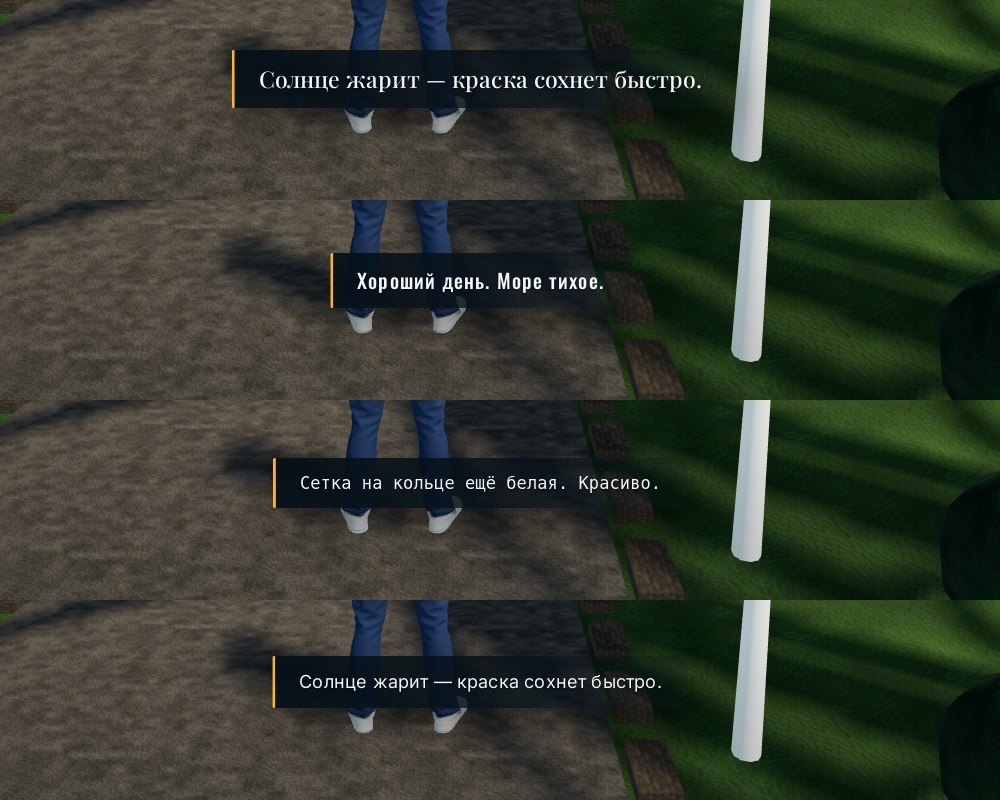 Солнце жарит — краска сохнет быстро.
Хороший день. Море тихое.
Сетка на кольце ещё белая. Красиво.
Солнце жарит — краска сохнет быстро.